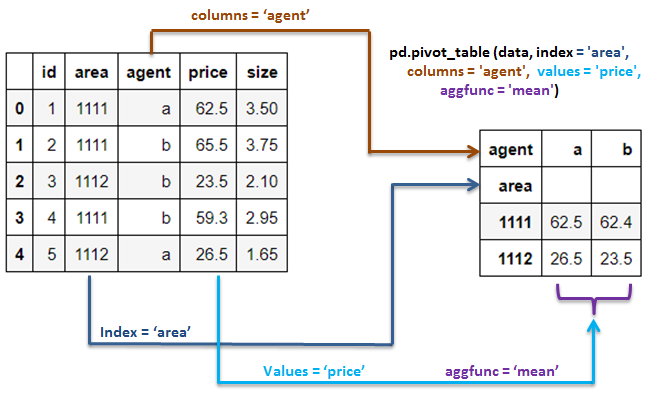 columns = ‘agent’
pd.pivot_table (data, index = 'area',
columns = 'agent', values = 'price',
aggfunc = 'mean')
id area agent price size
0 1 1111 a 62.5 3.50
1 2 1111 b 65.5 3.75
2 3 1112 b 23.5 2.10
3 4 1111 b 59.3 2.95
4 5 1112 a 26.5 1.65
agent a b
area
1111 62.5 62.4
1112 26.5 23.5
Index = ‘area’
Values = ‘price’
aggfunc = ‘mean’